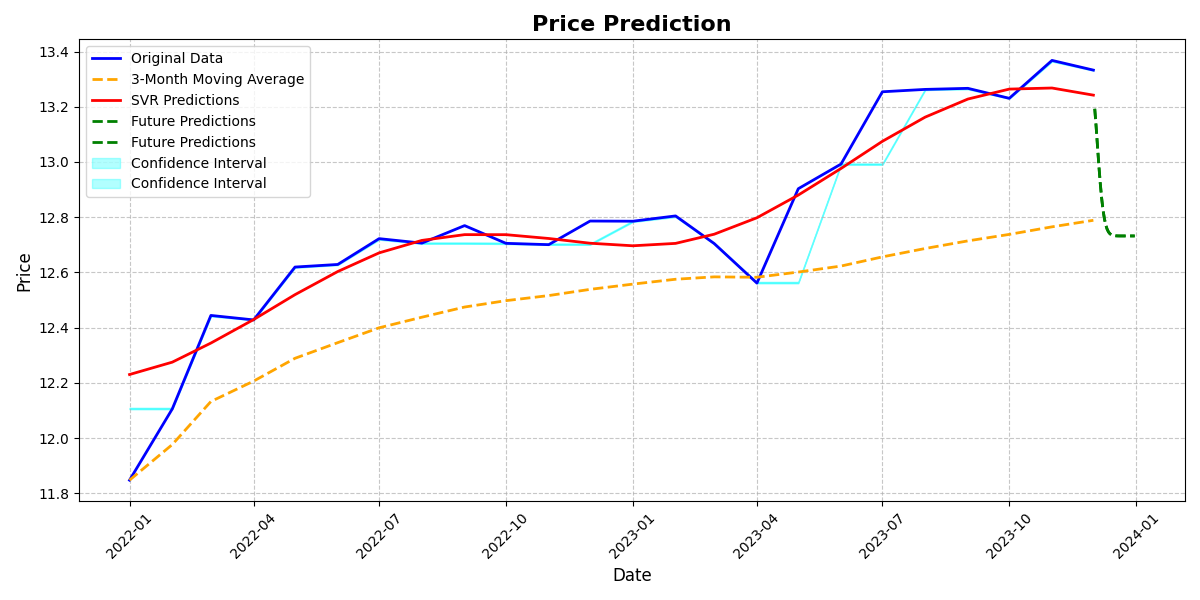 Price Prediction
Original Data
3-Month Moving Average
SVR Predictions
Future Predictions
Future Predictions
Confidence Interval
Confidence Interval
Price
13.4
13.2
13.0
12.8
12.6
12.4
12.2
12.0
11.8
2022-01
2022-04
2022-07
2022-10
2023-01
2023-04
2023-07
2023-10
2024-01
Date